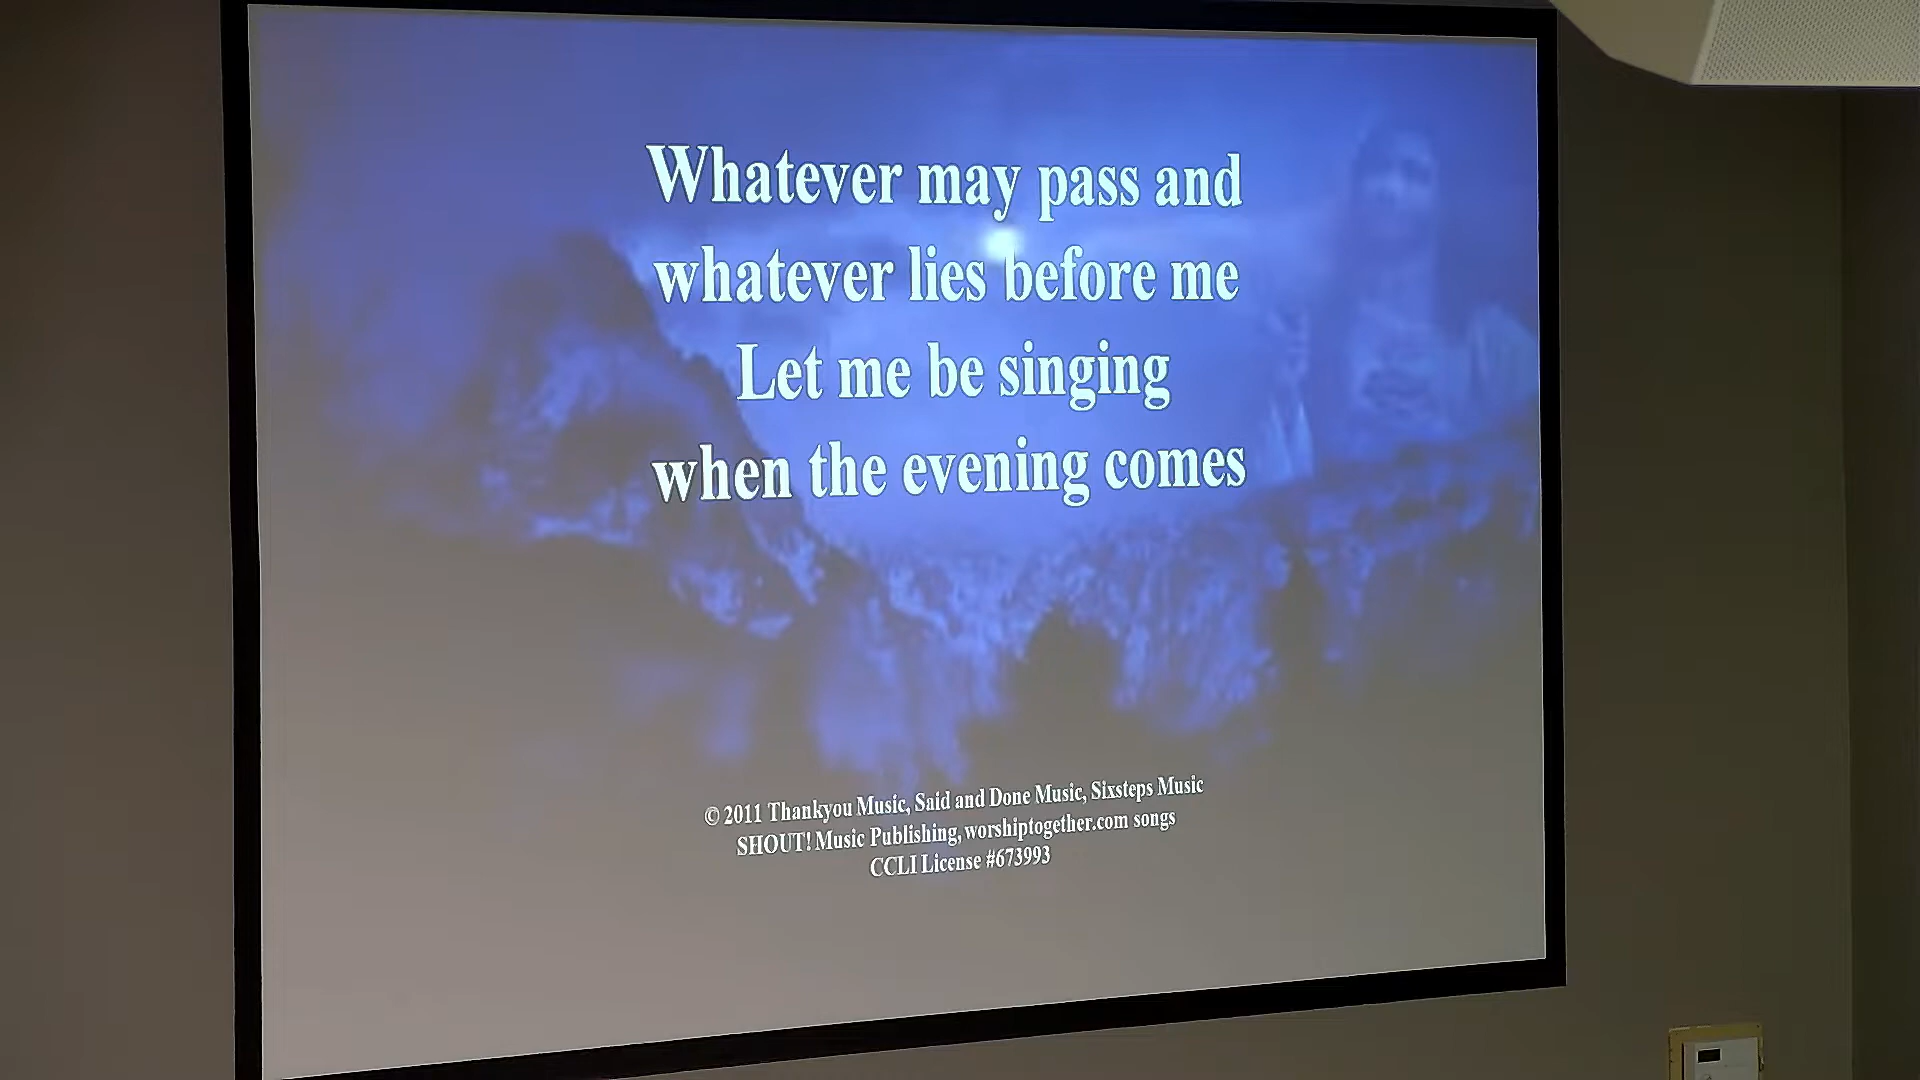 Whatever may pass and
whatever lies before me
Let me be singing
when the evening comes
© 2011 Thankyou Music, Said and Done Music, Sixsteps Music
SHOUT! Music Publishing, worshiptogether.com songs
CCLI License #673993